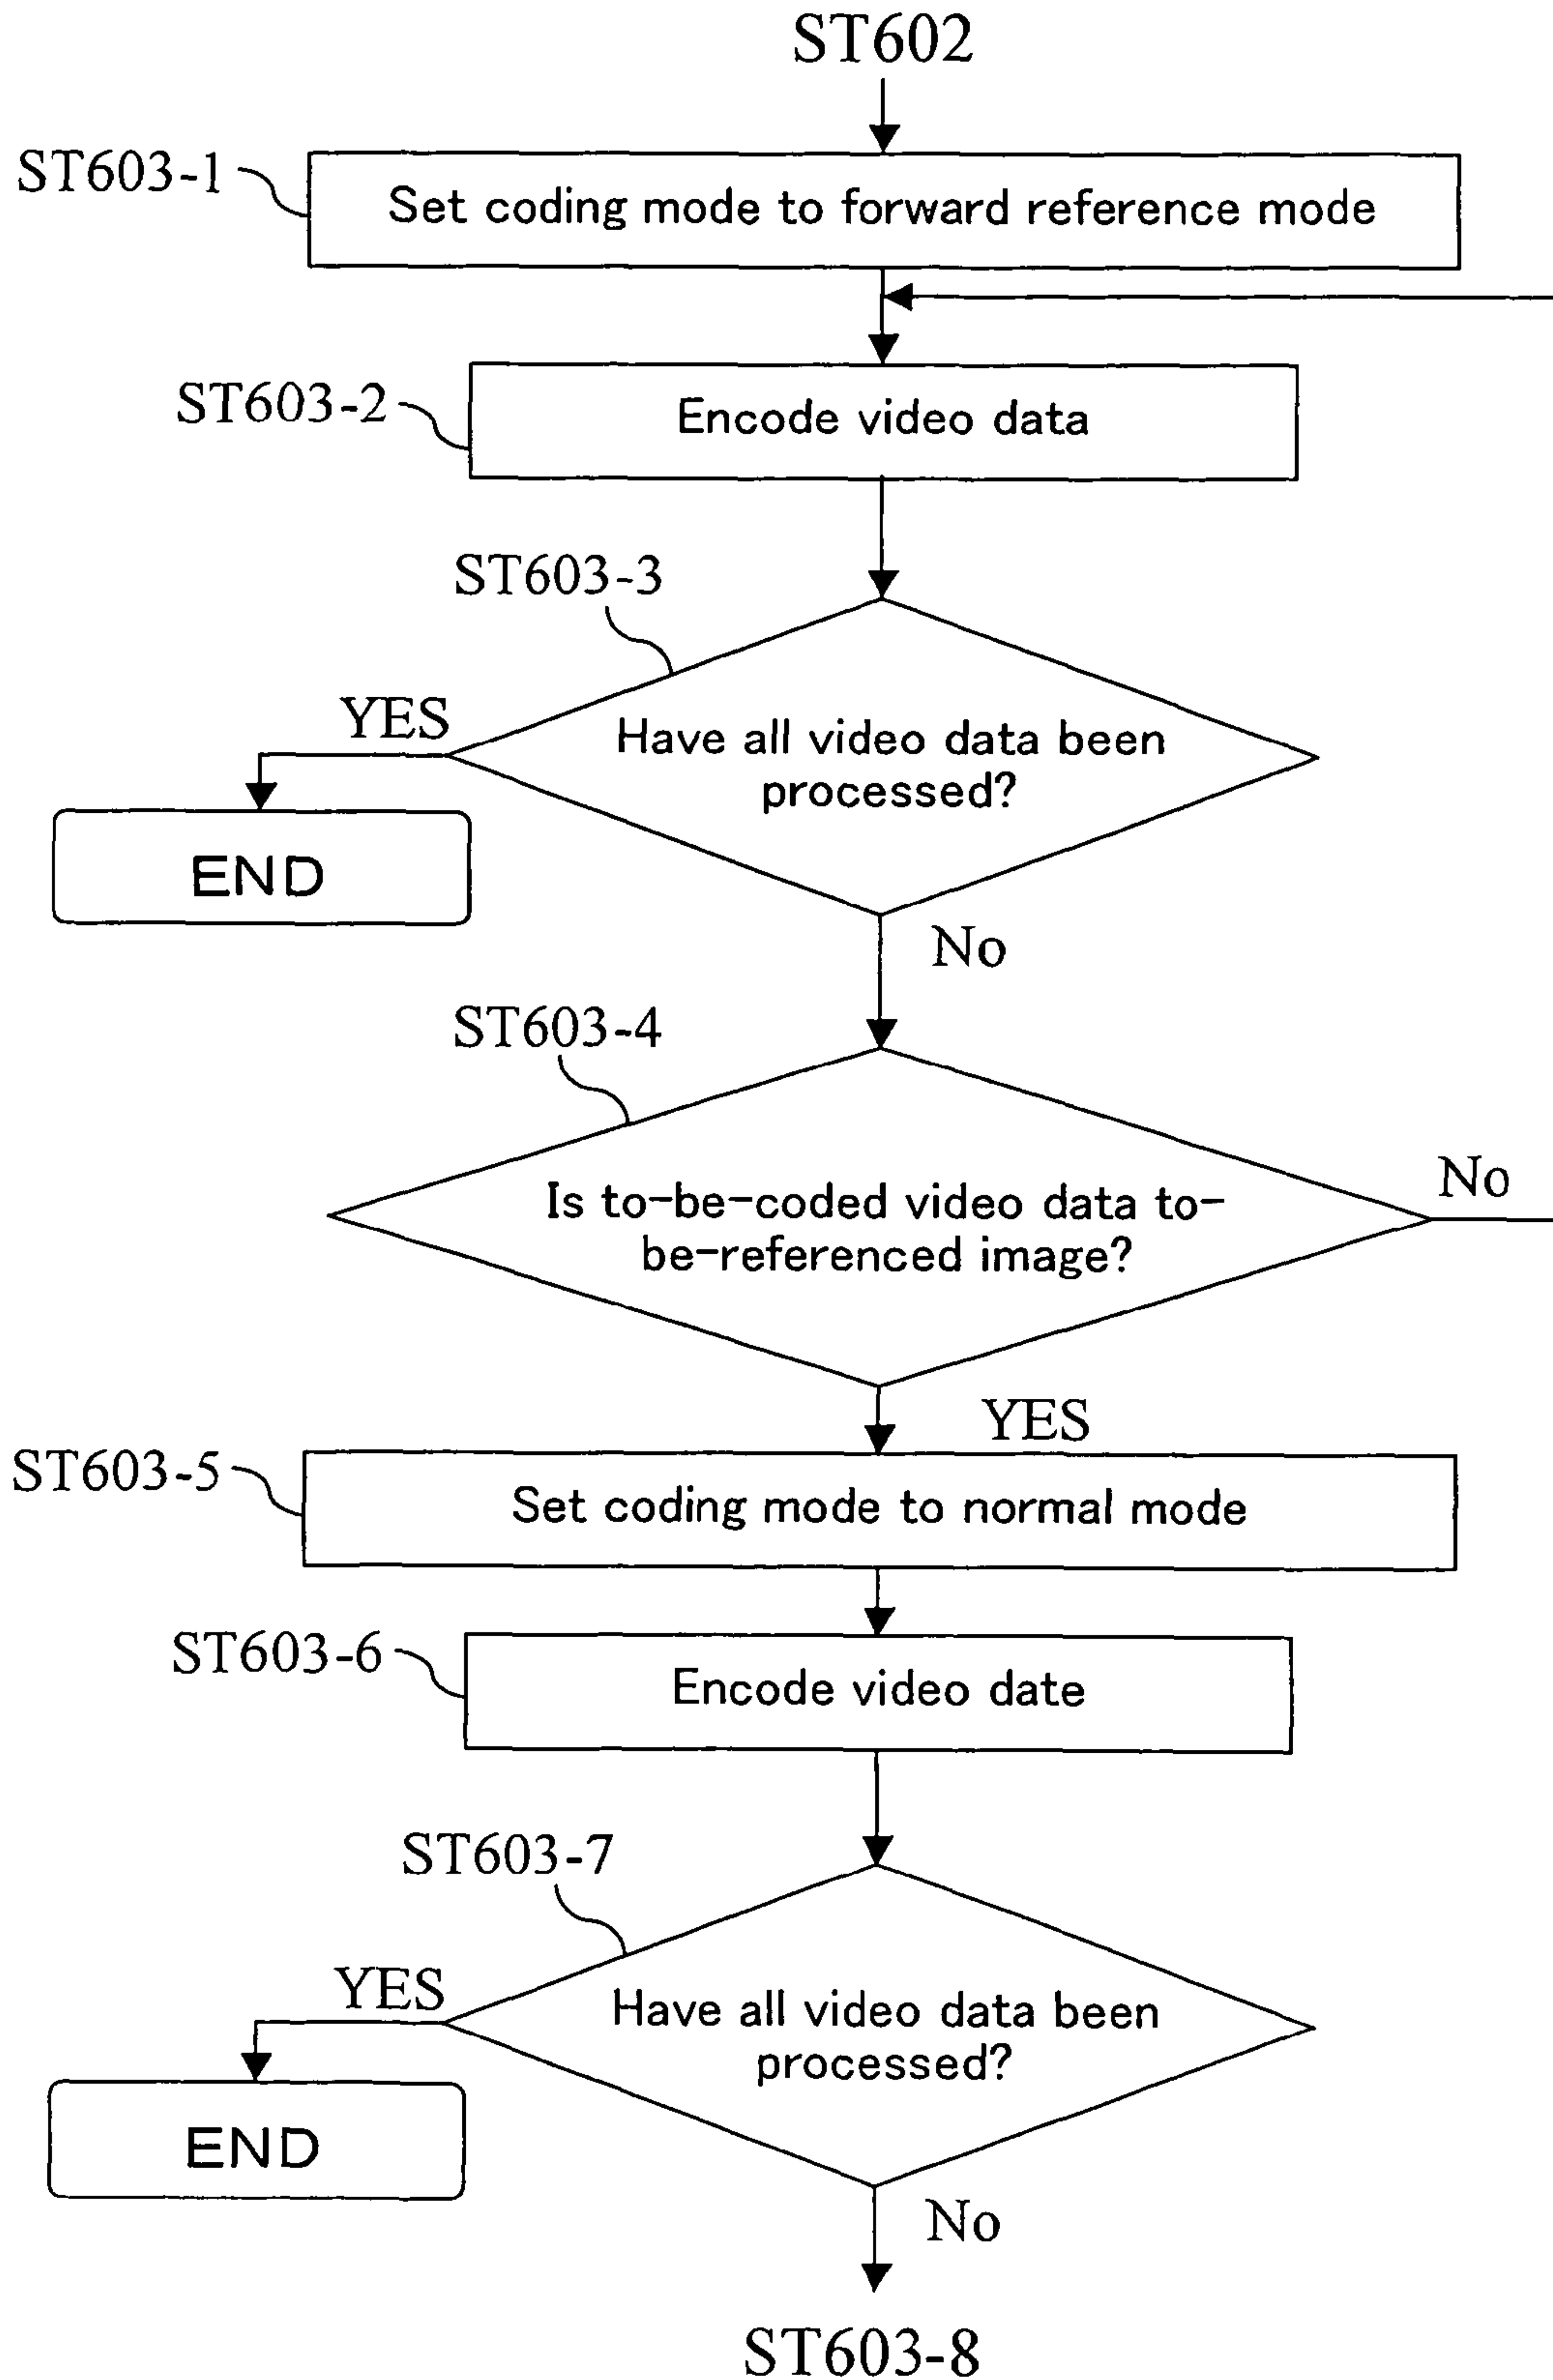 ST602
ST603-1
Set coding mode to forward reference mode
ST603-2
Encode video data
ST603-3
YES
Have all video data been
processed?
END
No
ST603-4
No
Is to-be-coded video data to-
be-referenced image?
YES
ST603-5
Set coding mode to normal mode
ST603-6
Encode video date
ST603-7
YES
Have all video data been
processed?
END
No
ST603-8